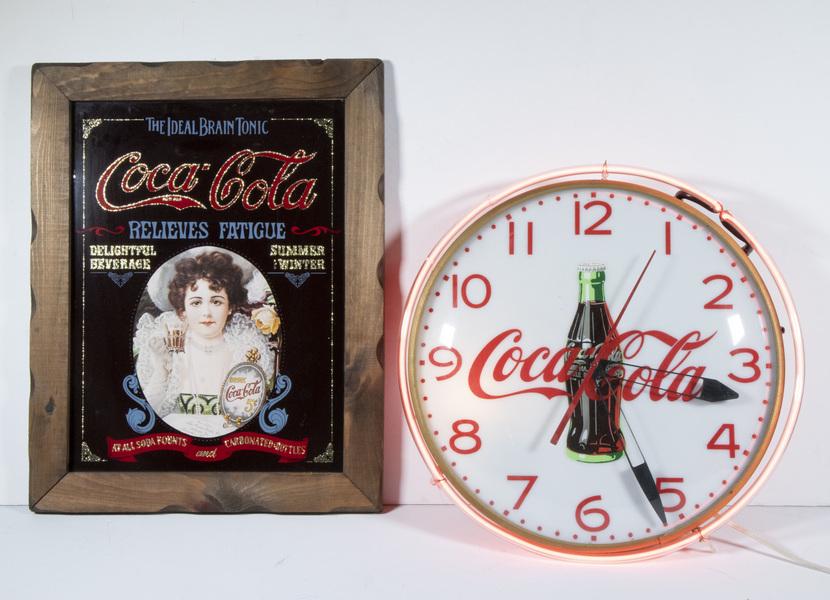 THE IDEAL BRAIN TONIC
Coca-Cola
RELIEVES FATIGUE
DELIGHTFUL BEVERAGE
SUMMER & WINTER
Coca-Cola
5¢
AT ALL SODA FOUNTS and CARBONATED IN BOTTLES
12
1
2
3
4
5
6
7
8
9
10
11
Coca-Cola